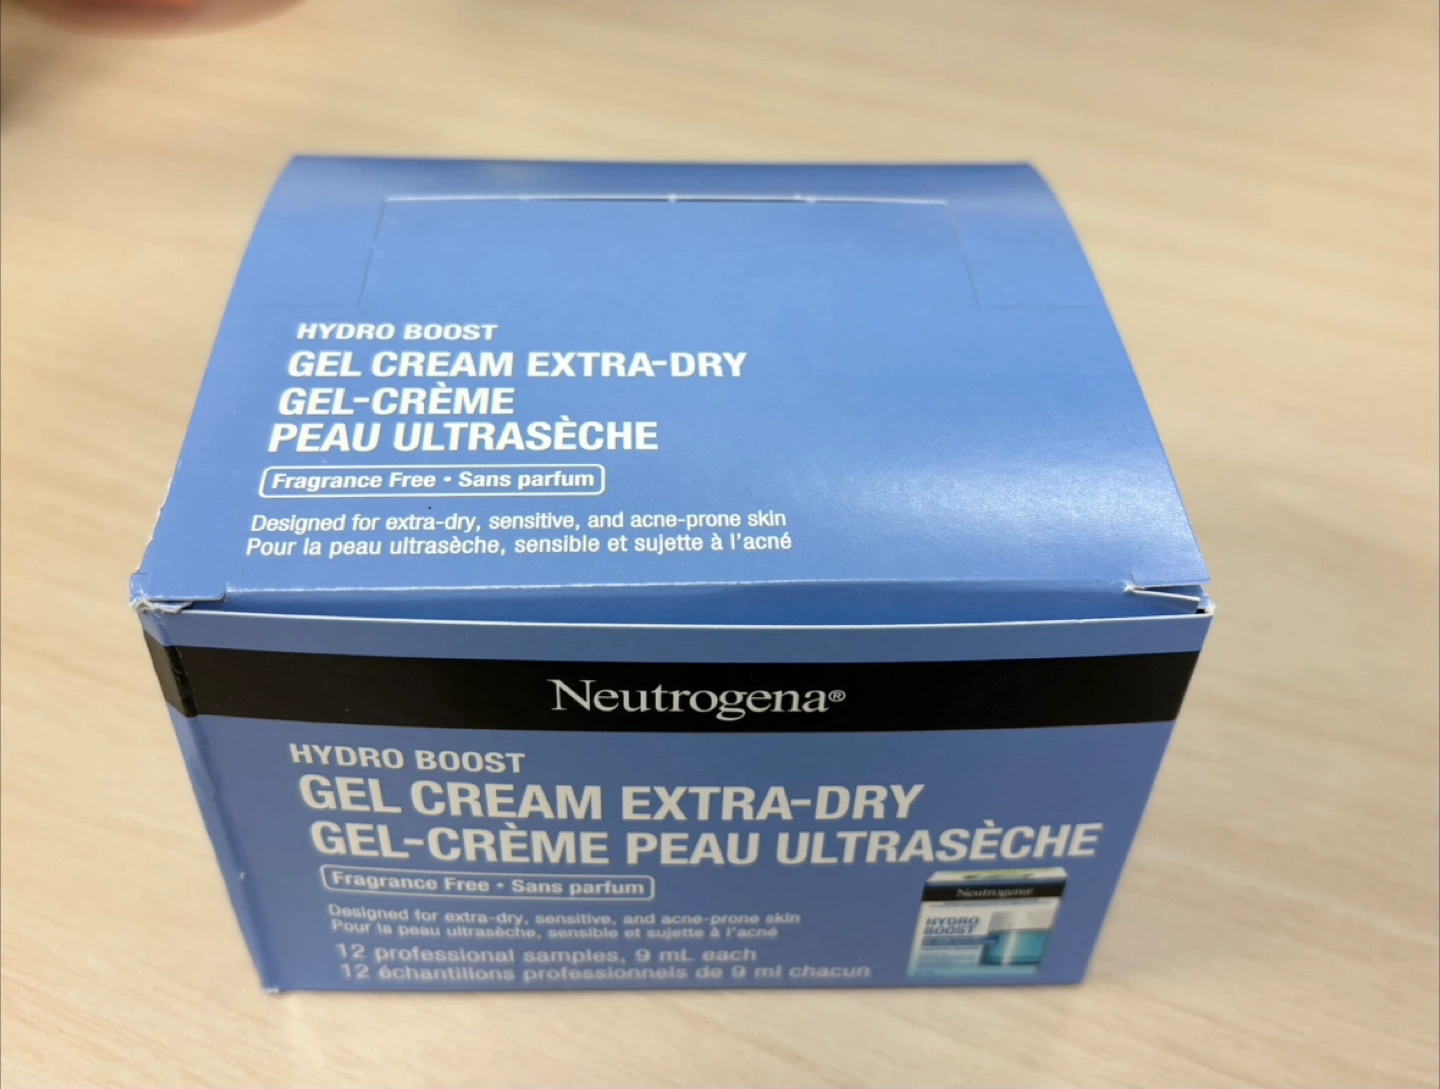 HYDRO BOOST
GEL CREAM EXTRA-DRY
GEL-CRÈME
PEAU ULTRASÈCHE
Fragrance Free • Sans parfum
Designed for extra-dry, sensitive, and acne-prone skin
Pour la peau ultrasèche, sensible et sujette à l'acné
Neutrogena®
HYDRO BOOST
GEL CREAM EXTRA-DRY
GEL-CRÈME PEAU ULTRASÈCHE
Fragrance Free • Sans parfum
Designed for extra-dry, sensitive, and acne-prone skin
Pour la peau ultrasèche, sensible et sujette à l'acné
12 professional samples, 9 mL each
12 échantillons professionnels de 9 ml chacun
Neutrogena
HYDRO
BOOST